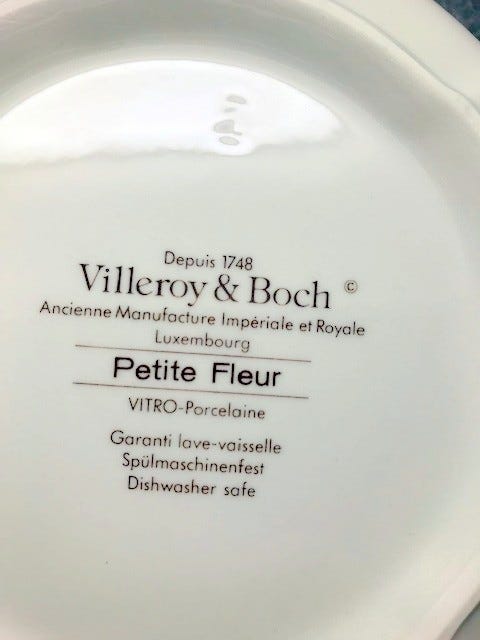 Depuis 1748
Villeroy & Boch ©
Ancienne Manufacture Impériale et Royale
Luxembourg
Petite Fleur
VITRO-Porcelaine
Garanti lave-vaisselle
Spülmaschinenfest
Dishwasher safe